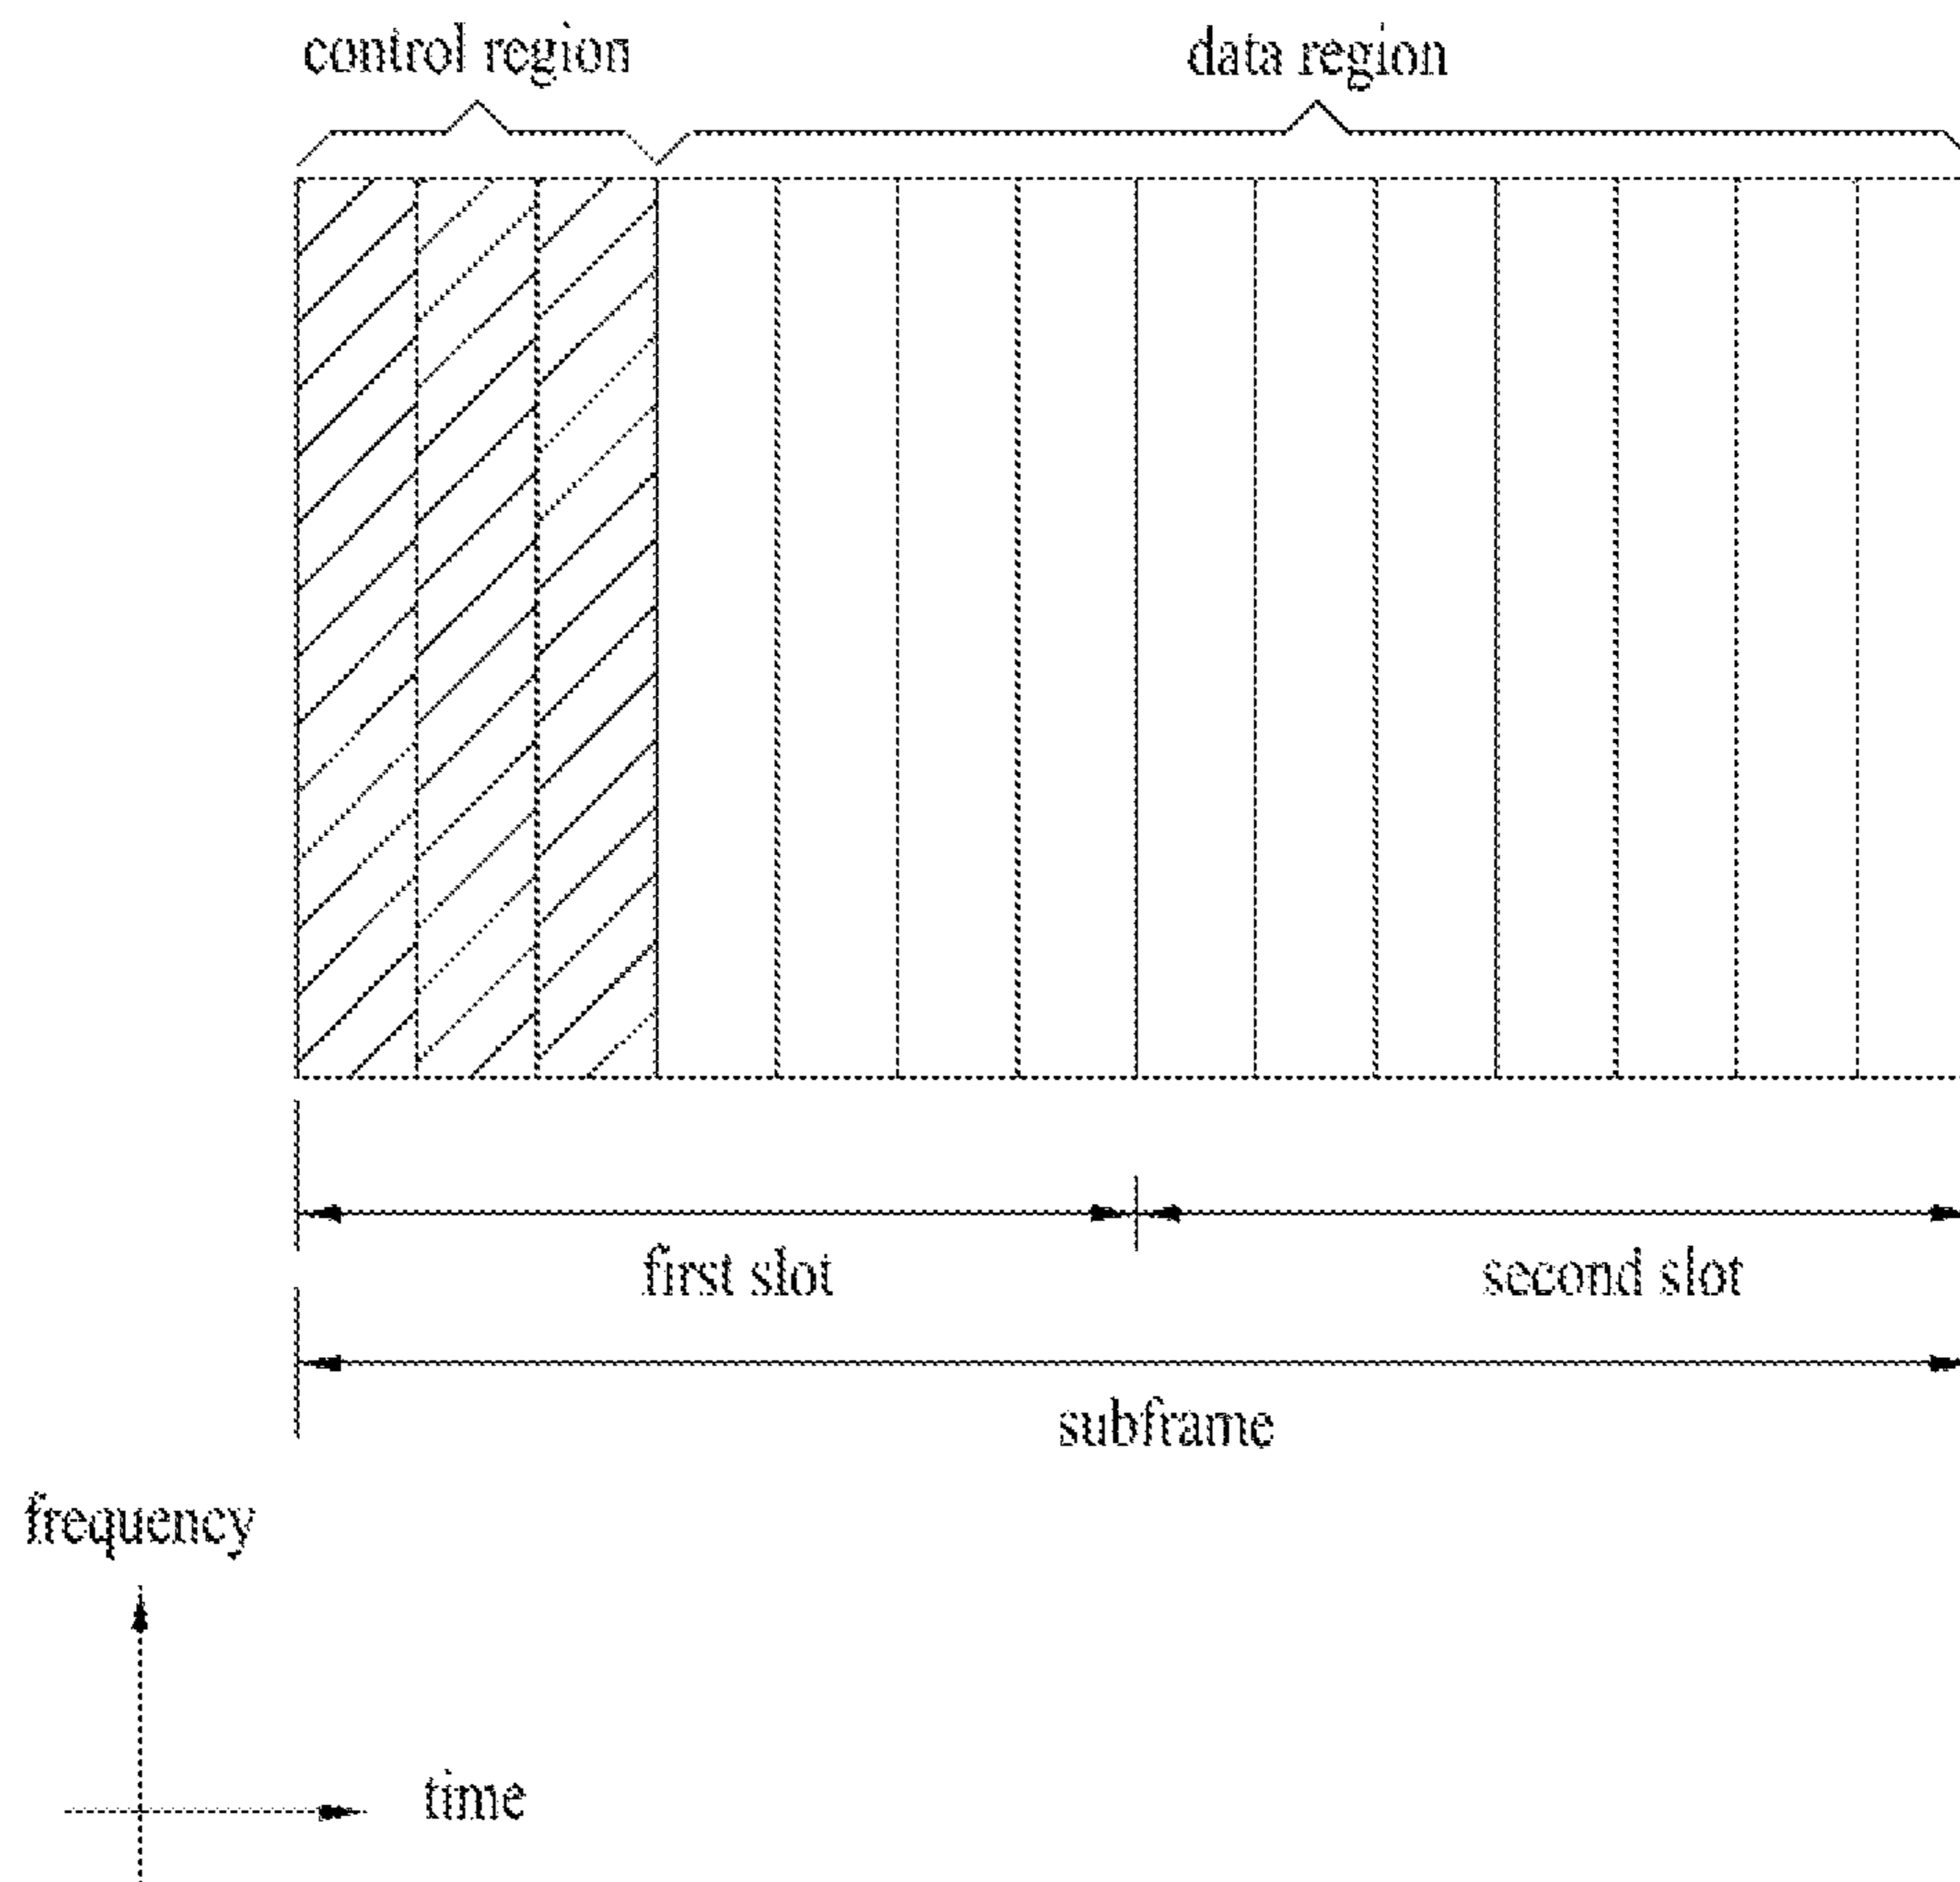 control region
data region
first slot
second slot
subframe
frequency
time